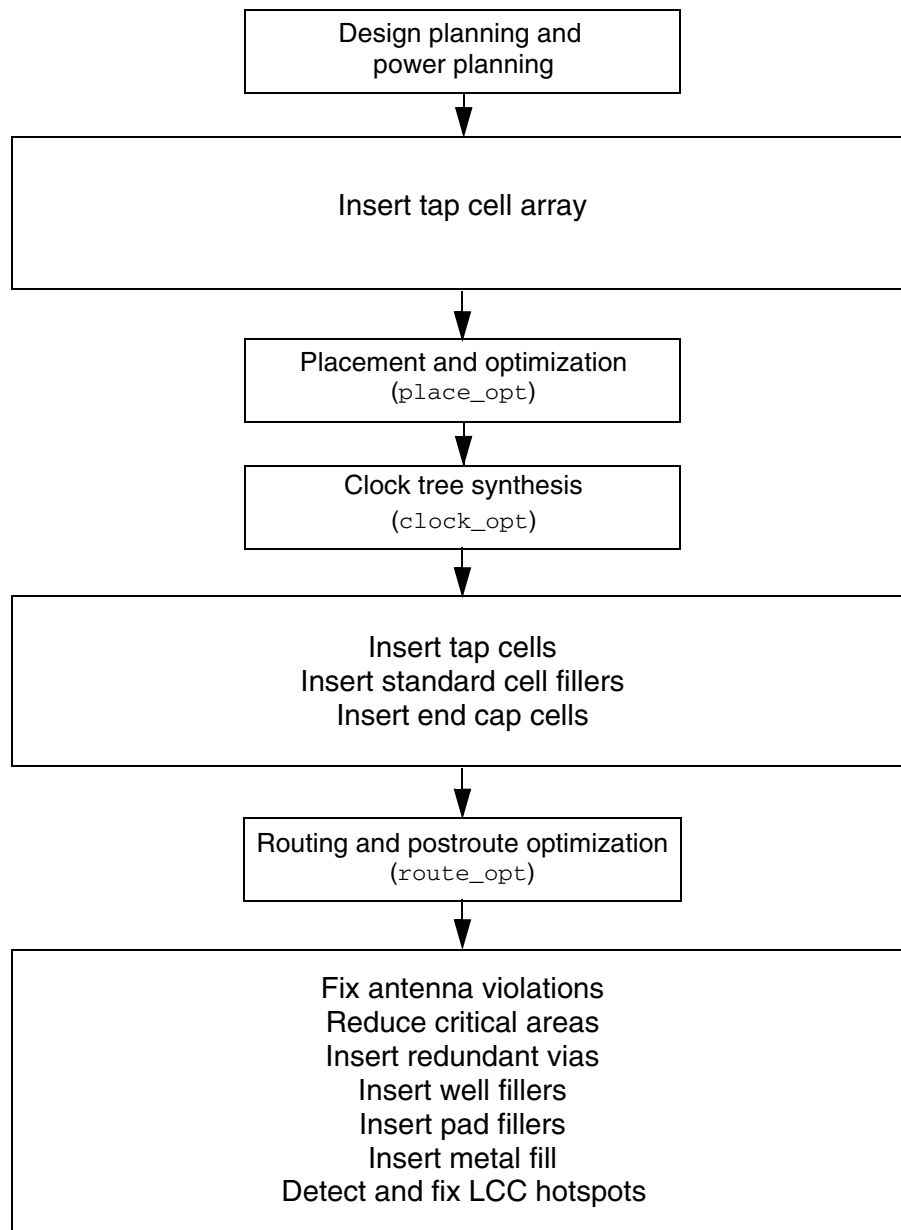 Design planning and
power planning
Insert tap cell array
Placement and optimization
(place_opt)
Clock tree synthesis
(clock_opt)
Insert tap cells
Insert standard cell fillers
Insert end cap cells
Routing and postroute optimization
(route_opt)
Fix antenna violations
Reduce critical areas
Insert redundant vias
Insert well fillers
Insert pad fillers
Insert metal fill
Detect and fix LCC hotspots